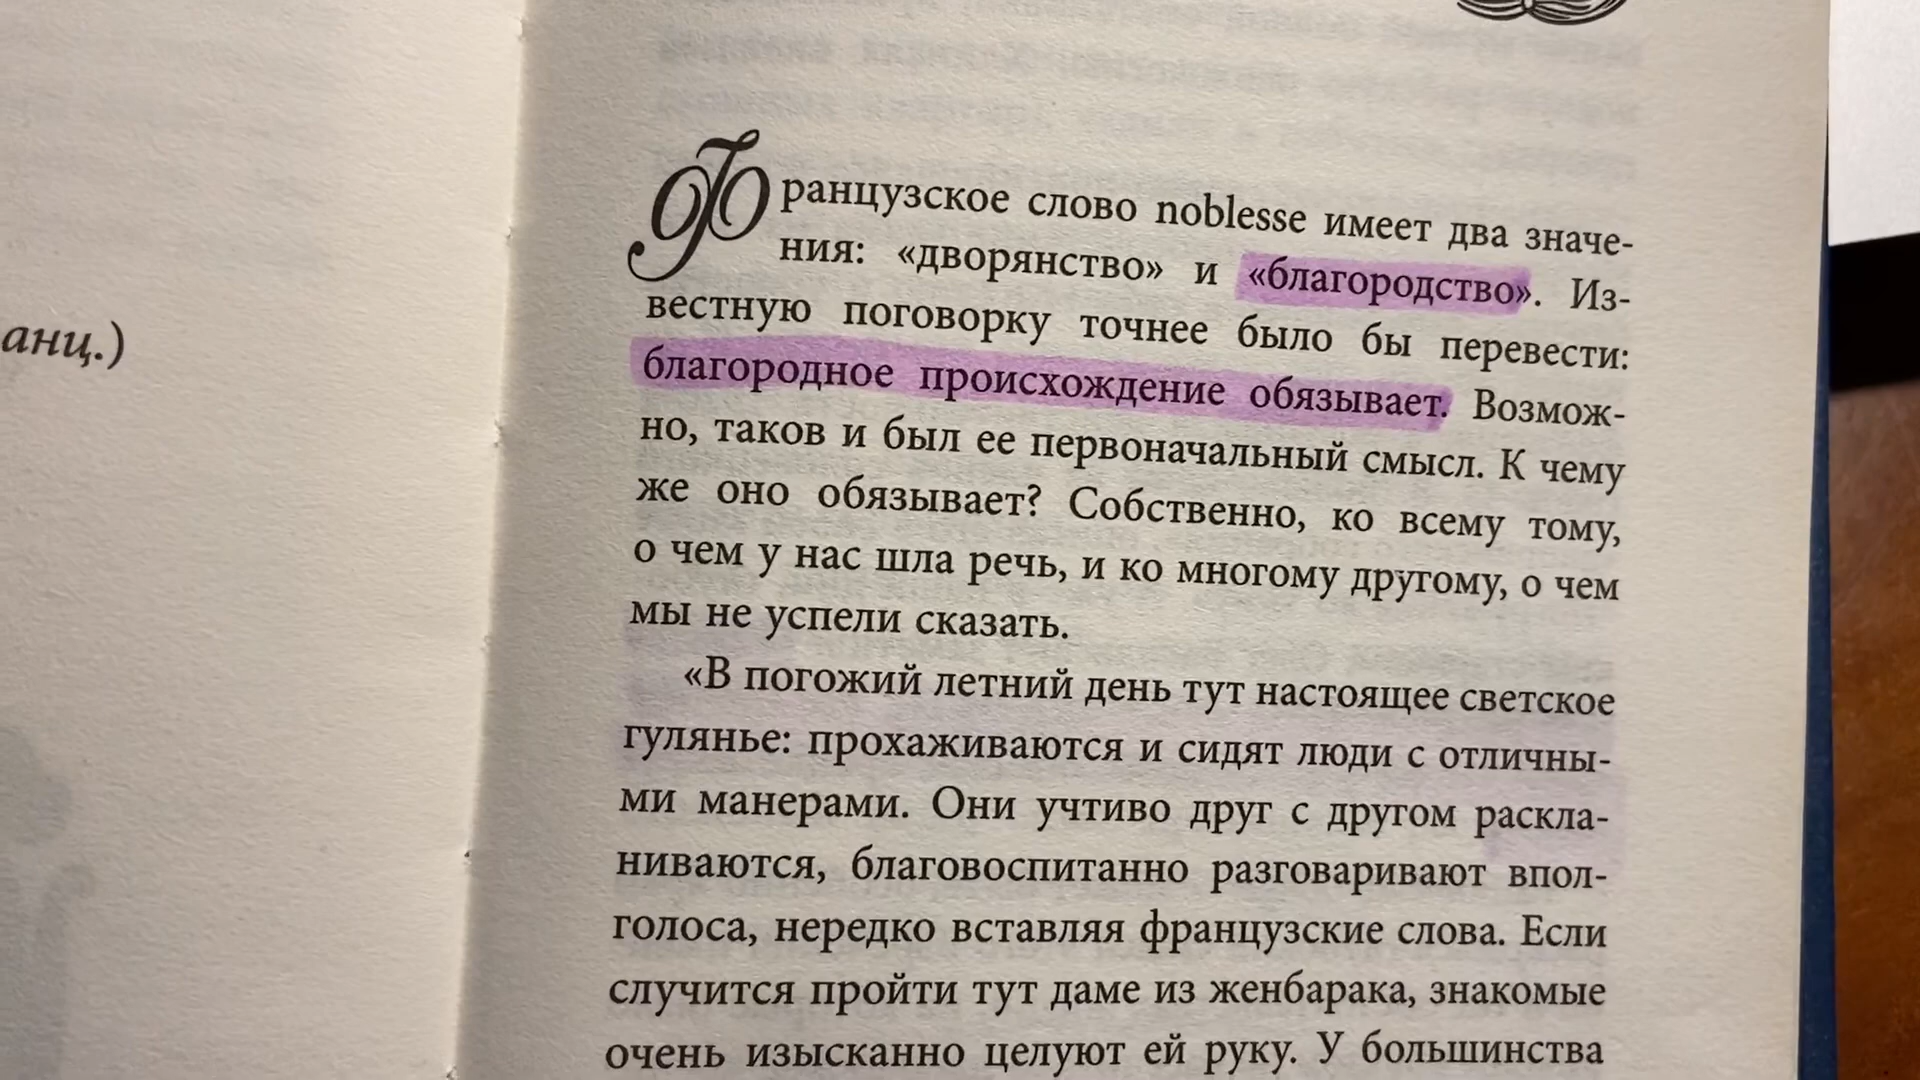 анц.)
Французское слово noblesse имеет два значе-
ния: «дворянство» и «благородство». Из-
вестную поговорку точнее было бы перевести:
благородное происхождение обязывает. Возмож-
но, таков и был ее первоначальный смысл. К чему
же оно обязывает? Собственно, ко всему тому,
о чем у нас шла речь, и ко многому другому, о чем
мы не успели сказать.
«В погожий летний день тут настоящее светское
гулянье: прохаживаются и сидят люди с отличны-
ми манерами. Они учтиво друг с другом раскла-
ниваются, благовоспитанно разговаривают впол-
голоса, нередко вставляя французские слова. Если
случится пройти тут даме из женбарака, знакомые
очень изысканно целуют ей руку. У большинства